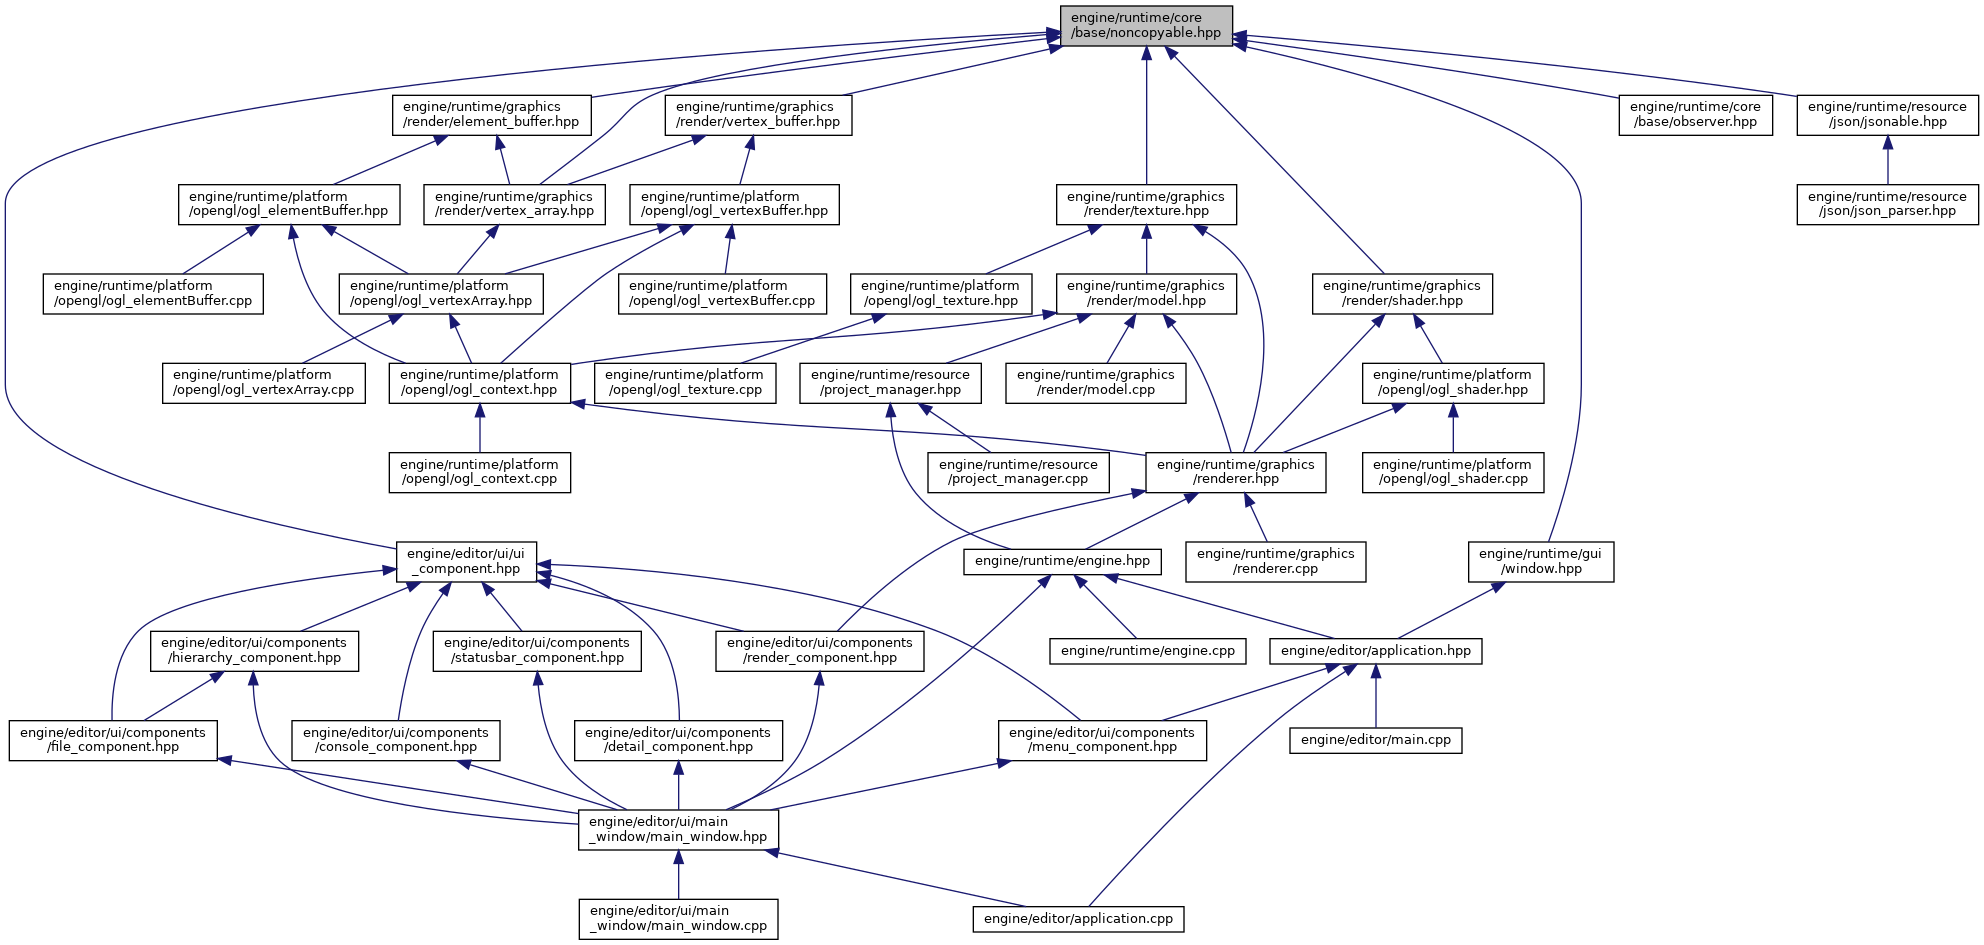 engine/runtime/core
/base/noncopyable.hpp
engine/runtime/graphics
/render/element_buffer.hpp
engine/runtime/graphics
/render/vertex_buffer.hpp
engine/runtime/core
/base/observer.hpp
engine/runtime/resource
/json/jsonable.hpp
engine/runtime/platform
/opengl/ogl_elementBuffer.hpp
engine/runtime/graphics
/render/vertex_array.hpp
engine/runtime/platform
/opengl/ogl_vertexBuffer.hpp
engine/runtime/graphics
/render/texture.hpp
engine/runtime/resource
/json/json_parser.hpp
engine/runtime/platform
/opengl/ogl_elementBuffer.cpp
engine/runtime/platform
/opengl/ogl_vertexArray.hpp
engine/runtime/platform
/opengl/ogl_vertexBuffer.cpp
engine/runtime/platform
/opengl/ogl_texture.hpp
engine/runtime/graphics
/render/model.hpp
engine/runtime/graphics
/render/shader.hpp
engine/runtime/platform
/opengl/ogl_vertexArray.cpp
engine/runtime/platform
/opengl/ogl_context.hpp
engine/runtime/platform
/opengl/ogl_texture.cpp
engine/runtime/resource
/project_manager.hpp
engine/runtime/graphics
/render/model.cpp
engine/runtime/platform
/opengl/ogl_shader.hpp
engine/runtime/platform
/opengl/ogl_context.cpp
engine/runtime/resource
/project_manager.cpp
engine/runtime/graphics
/renderer.hpp
engine/runtime/platform
/opengl/ogl_shader.cpp
engine/editor/ui/ui
_component.hpp
engine/runtime/engine.hpp
engine/runtime/graphics
/renderer.cpp
engine/runtime/gui
/window.hpp
engine/editor/ui/components
/hierarchy_component.hpp
engine/editor/ui/components
/statusbar_component.hpp
engine/editor/ui/components
/render_component.hpp
engine/runtime/engine.cpp
engine/editor/application.hpp
engine/editor/ui/components
/file_component.hpp
engine/editor/ui/components
/console_component.hpp
engine/editor/ui/components
/detail_component.hpp
engine/editor/ui/components
/menu_component.hpp
engine/editor/main.cpp
engine/editor/ui/main
_window/main_window.hpp
engine/editor/ui/main
_window/main_window.cpp
engine/editor/application.cpp